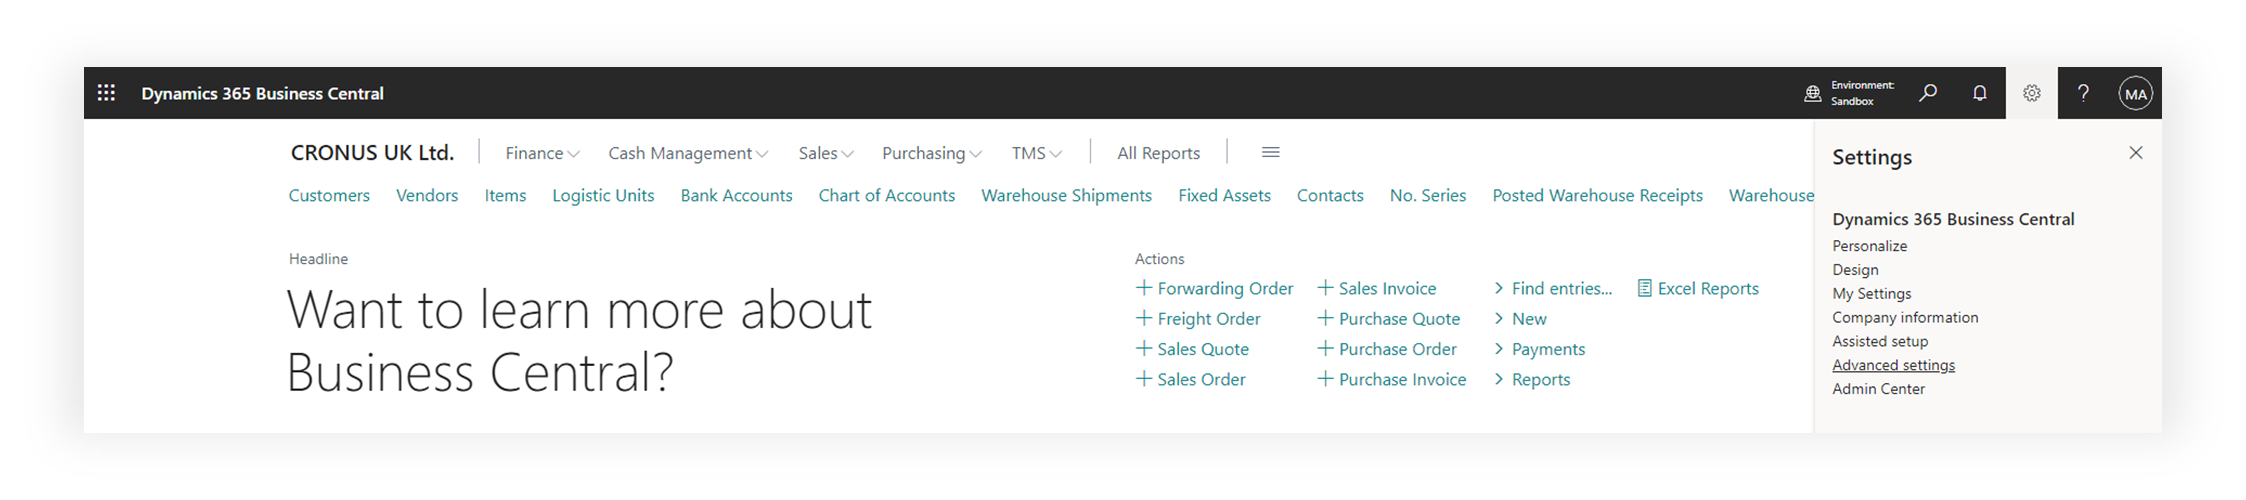 Dynamics 365 Business Central
Environment:
Sandbox
?
MA
CRONUS UK Ltd.
Finance
Cash Management
Sales
Purchasing
TMS
All Reports
Customers
Vendors
Items
Logistic Units
Bank Accounts
Chart of Accounts
Warehouse Shipments
Fixed Assets
Contacts
No. Series
Posted Warehouse Receipts
Warehouse
Headline
Want to learn more about
Business Central?
Actions
Forwarding Order
Freight Order
Sales Quote
Sales Order
Sales Invoice
Purchase Quote
Purchase Order
Purchase Invoice
Find entries...
New
Payments
Reports
Excel Reports
Settings
Dynamics 365 Business Central
Personalize
Design
My Settings
Company information
Assisted setup
Advanced settings
Admin Center